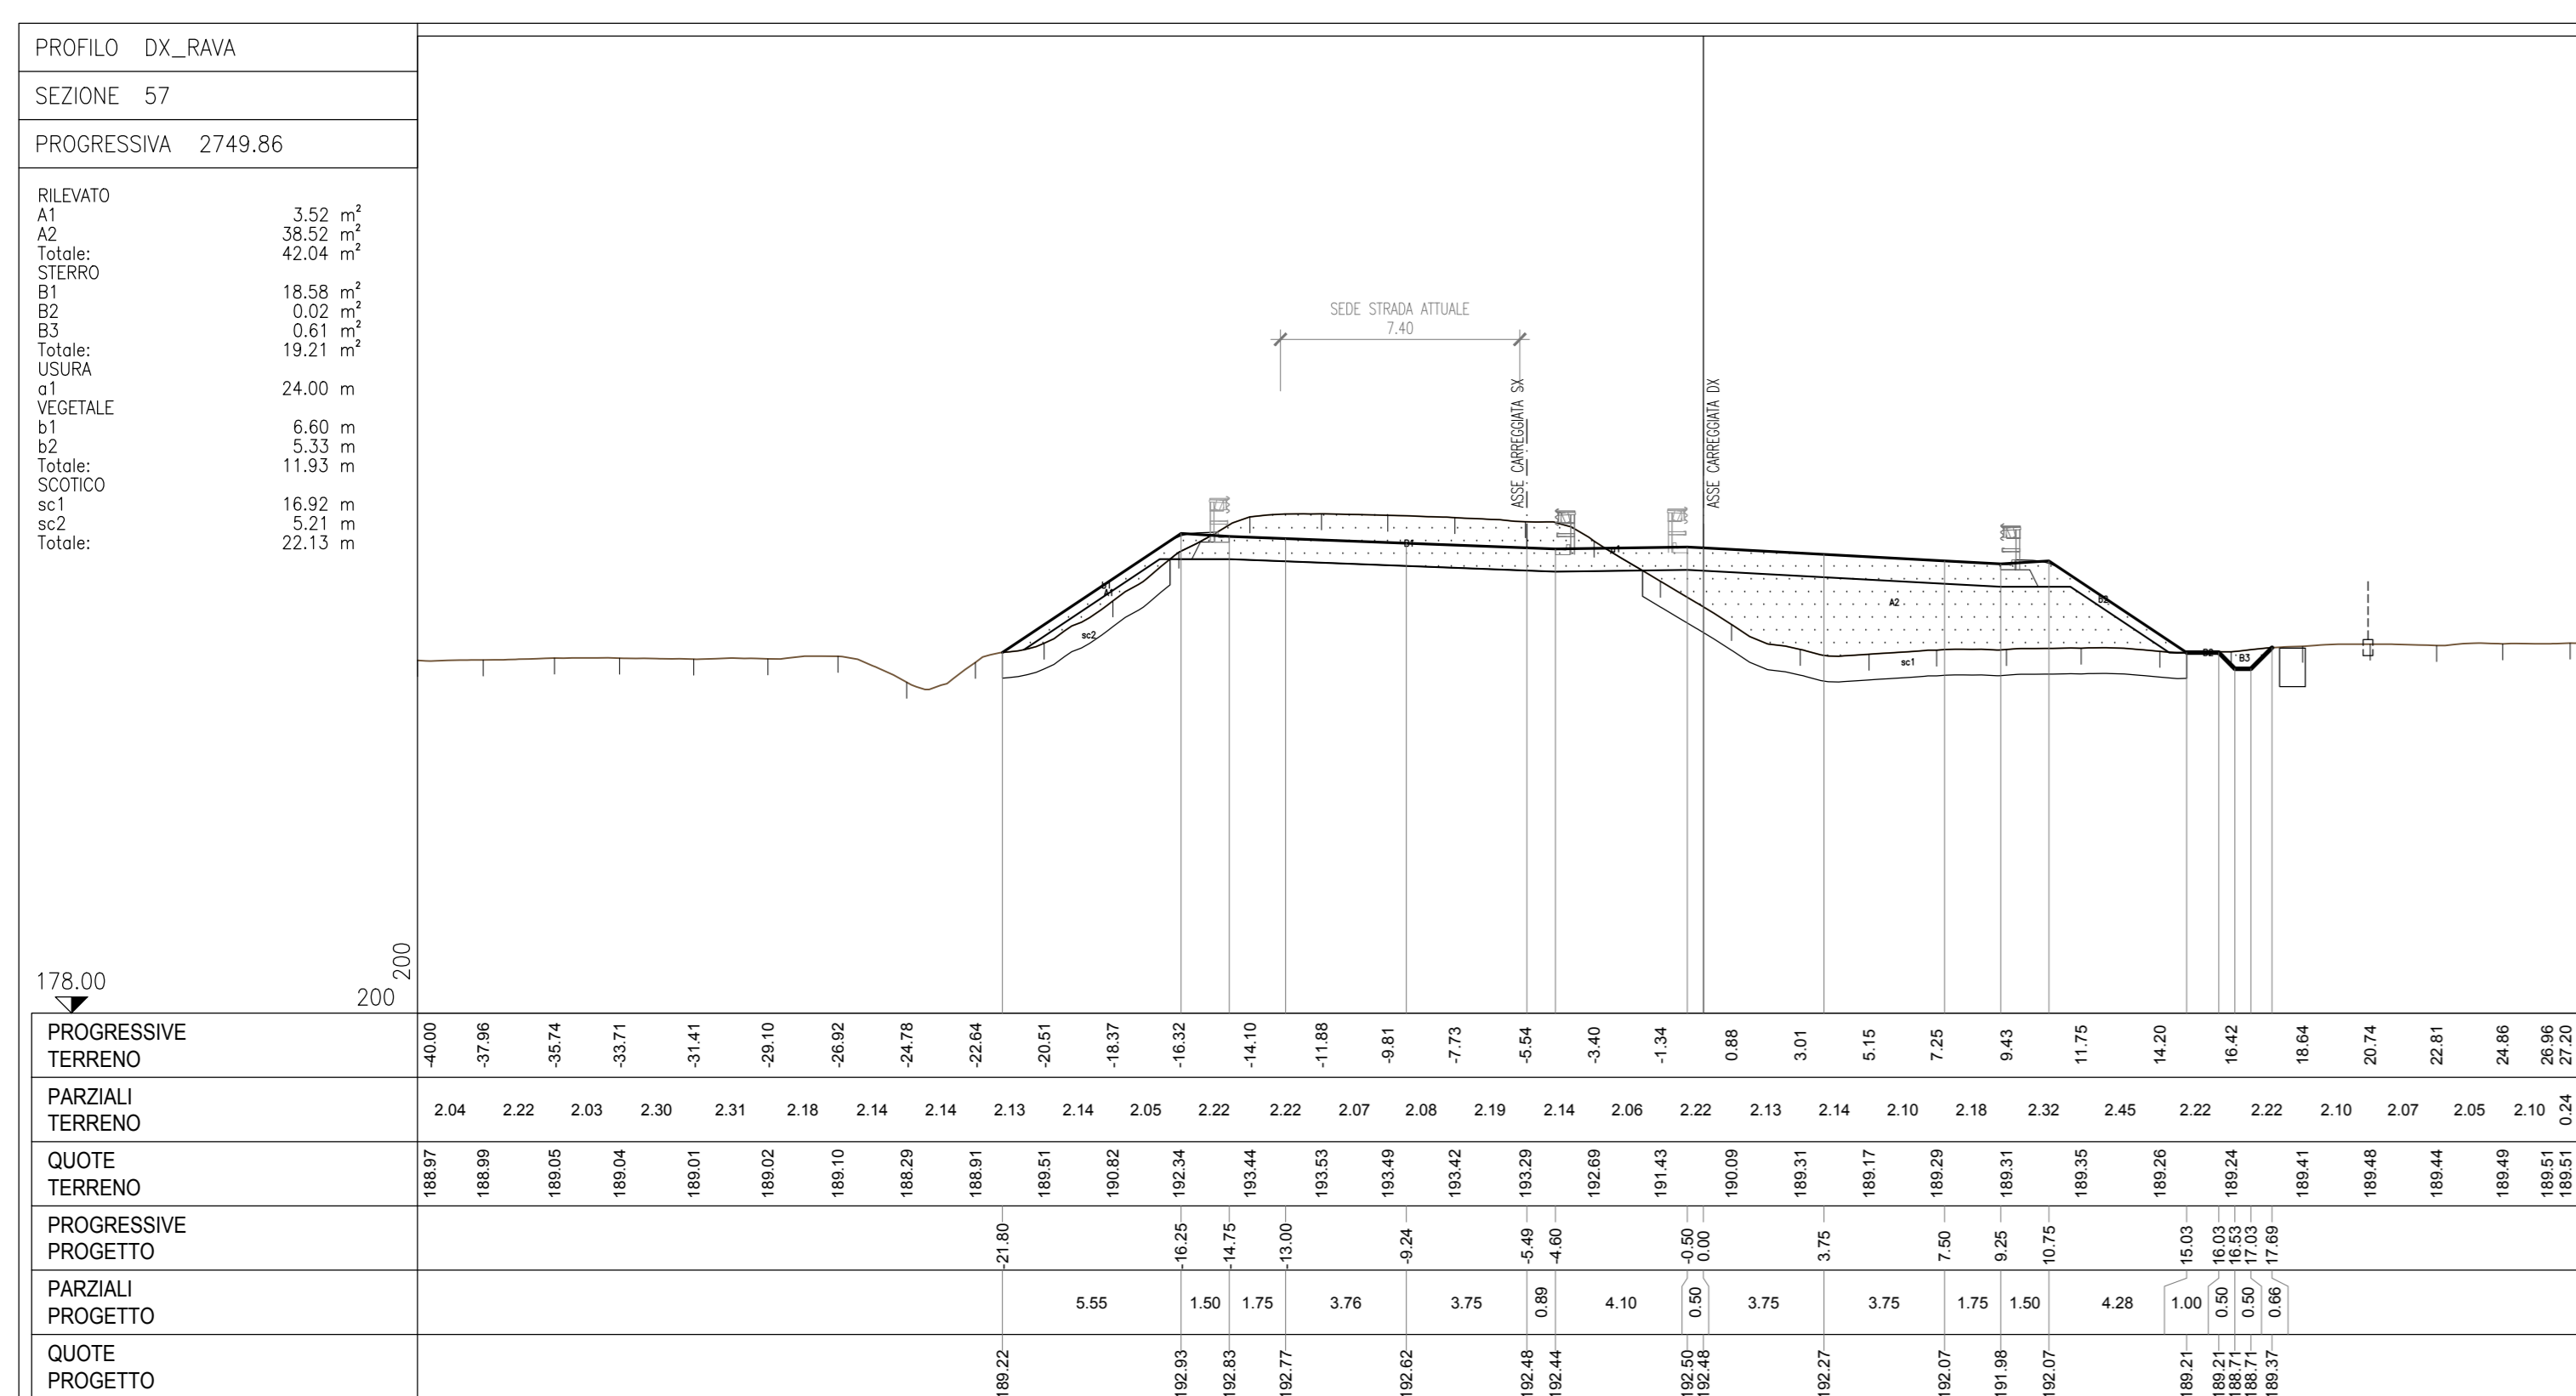 PROFILO DX_RAVA
SEZIONE 57
PROGRESSIVA 2749.86
RILEVATO
A1 3.52 m²
A2 38.52 m²
Totale: 42.04 m²
STERRO
B1 18.58 m²
B2 0.02 m²
B3 0.61 m²
Totale: 19.21 m²
USURA
a1 24.00 m
VEGETALE
b1 6.60 m
b2 5.33 m
Totale: 11.93 m
SCOTICO
sc1 16.92 m
sc2 5.21 m
Totale: 22.13 m
SEDE STRADA ATTUALE
7.40
ASSE CARREGGIATA SX
ASSE CARREGGIATA DX
B1
A1
sc2
A2
sc1
B2
B3
200
178.00
200
PROGRESSIVE TERRENO -40.00 -37.96 -35.74 -33.71 -31.41 -29.10 -26.92 -24.78 -22.64 -20.51 -18.37 -16.32 -14.10 -11.88 -9.81 -7.73 -5.54 -3.40 -1.34 0.88 3.01 5.15 7.25 9.43 11.75 14.20 16.42 18.64 20.74 22.81 24.86 26.96 27.20
PARZIALI TERRENO 2.04 2.22 2.03 2.30 2.31 2.18 2.14 2.14 2.13 2.14 2.05 2.22 2.22 2.07 2.08 2.19 2.14 2.06 2.22 2.13 2.14 2.10 2.18 2.32 2.45 2.22 2.22 2.10 2.07 2.05 2.10 0.24
QUOTE TERRENO 188.97 188.99 189.05 189.04 189.01 189.02 189.10 188.29 188.91 189.51 190.82 192.34 193.44 193.53 193.49 193.42 193.29 192.69 191.43 190.09 189.31 189.17 189.29 189.31 189.35 189.26 189.24 189.41 189.48 189.44 189.49 189.51 189.51
PROGRESSIVE PROGETTO -21.80 -16.25 -14.75 -13.00 -9.24 -5.49 -4.60 -0.50 0.00 3.75 7.50 9.25 10.75 15.03 16.03 16.53 17.03 17.69
PARZIALI PROGETTO 5.55 1.50 1.75 3.76 3.75 0.89 4.10 0.50 3.75 3.75 1.75 1.50 4.28 1.00 0.50 0.50 0.66
QUOTE PROGETTO 189.22 192.93 192.83 192.77 192.62 192.48 192.44 192.50 192.48 192.27 192.07 191.98 192.07 189.21 189.21 188.71 188.71 189.37